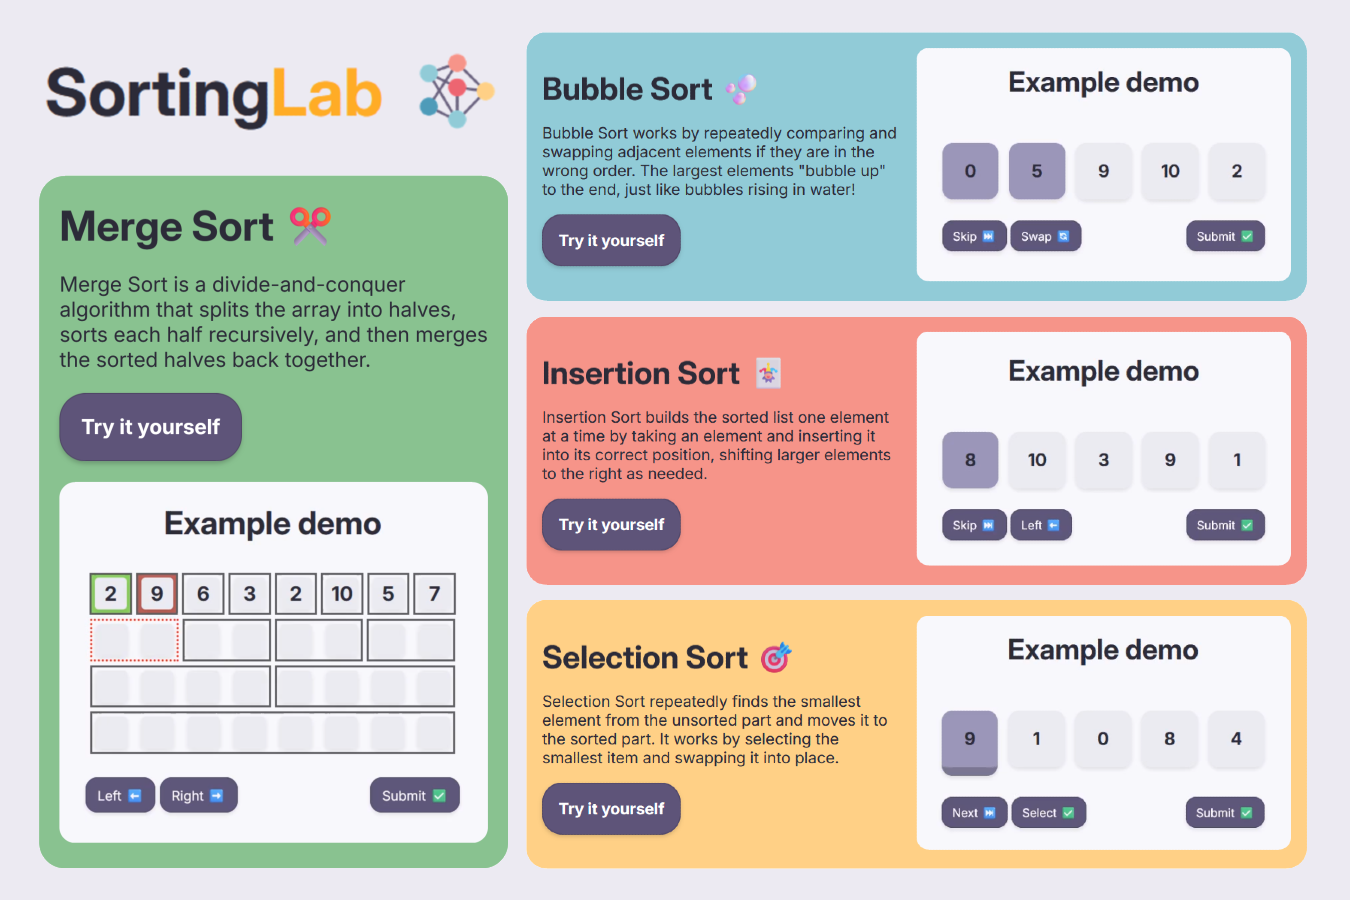 SortingLab
Merge Sort
Merge Sort is a divide-and-conquer
algorithm that splits the array into halves,
sorts each half recursively, and then merges
the sorted halves back together.
Try it yourself
Example demo
2 9 6 3 2 10 5 7
Left Right Submit
Bubble Sort
Bubble Sort works by repeatedly comparing and
swapping adjacent elements if they are in the
wrong order. The largest elements "bubble up"
to the end, just like bubbles rising in water!
Try it yourself
Example demo
0 5 9 10 2
Skip Swap Submit
Insertion Sort
Insertion Sort builds the sorted list one element
at a time by taking an element and inserting it
into its correct position, shifting larger elements
to the right as needed.
Try it yourself
Example demo
8 10 3 9 1
Skip Left Submit
Selection Sort
Selection Sort repeatedly finds the smallest
element from the unsorted part and moves it to
the sorted part. It works by selecting the
smallest item and swapping it into place.
Try it yourself
Example demo
9 1 0 8 4
Next Select Submit